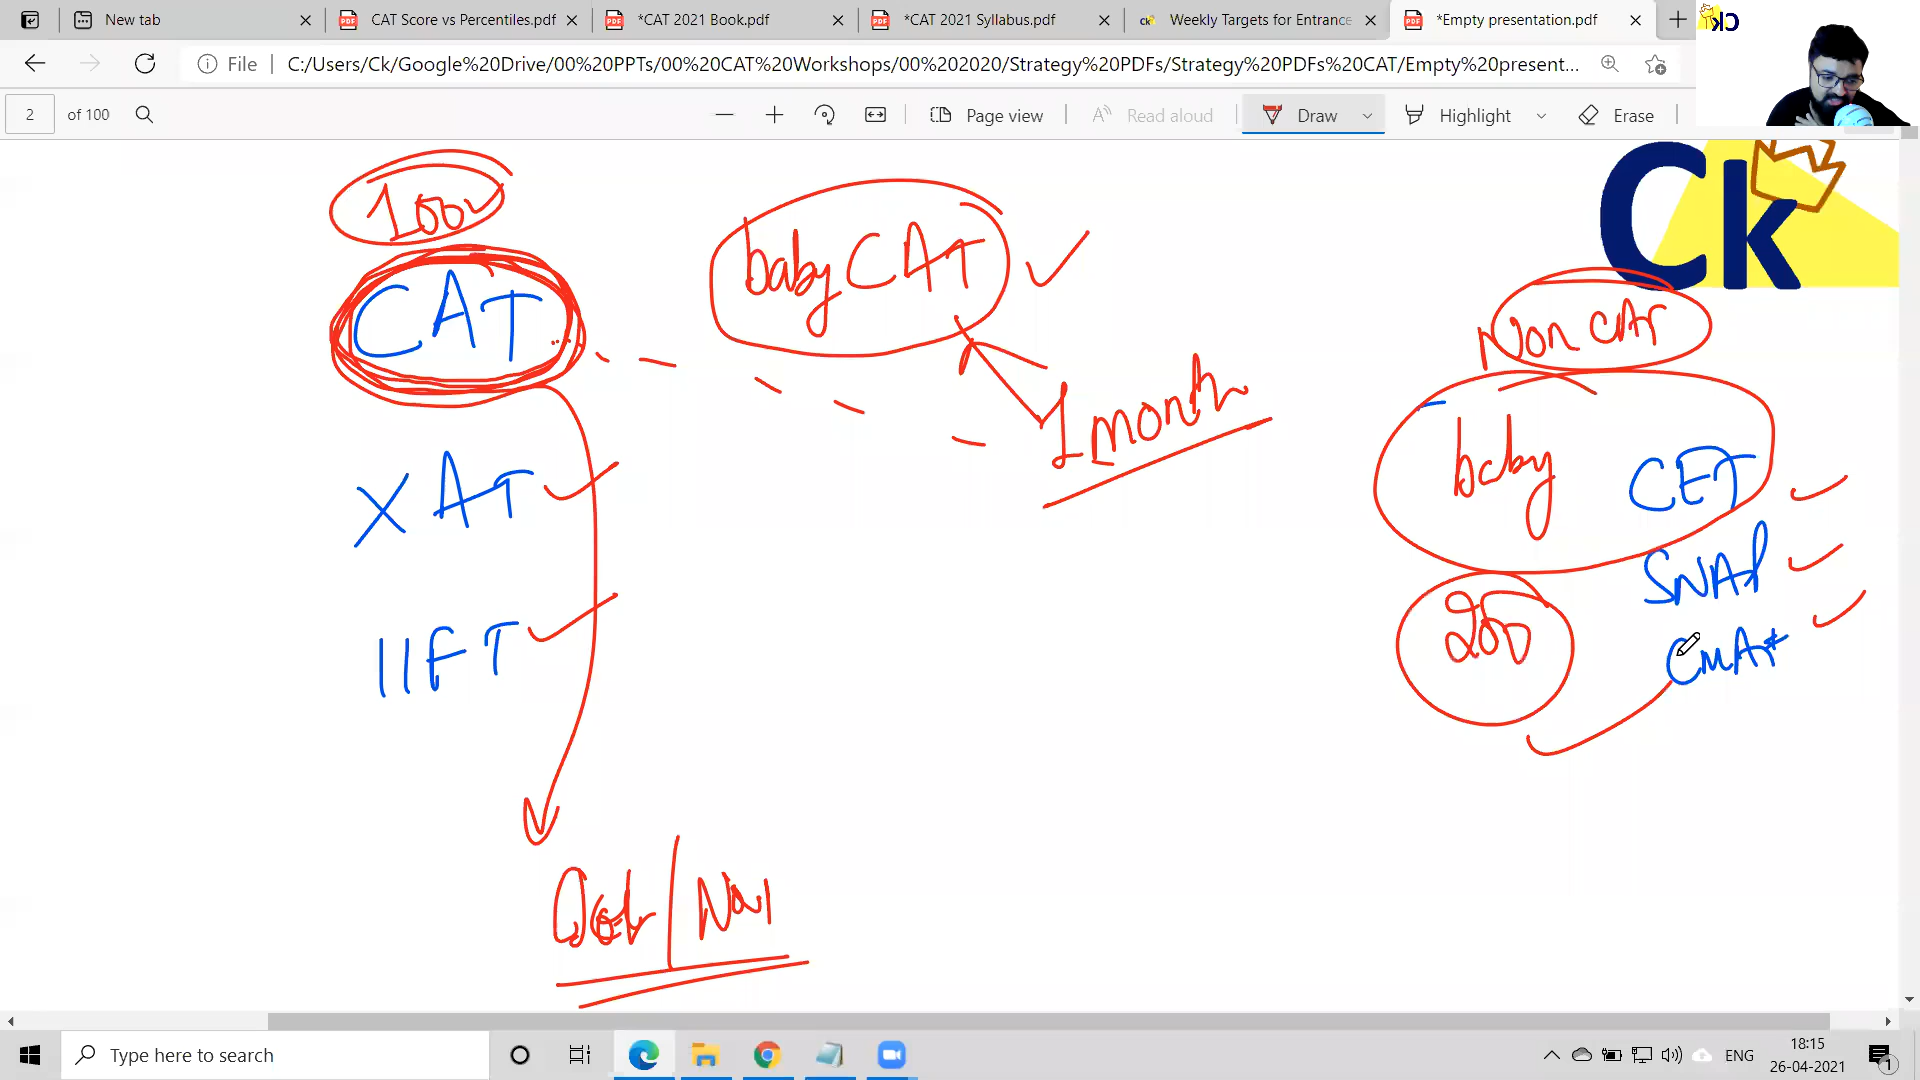 New tab
CAT Score vs Percentiles.pdf
*CAT 2021 Book.pdf
*CAT 2021 Syllabus.pdf
Weekly Targets for Entrance
*Empty presentation.pdf
File
C:/Users/Ck/Google%20Drive/00%20PPTs/00%20CAT%20Workshops/00%202020/Strategy%20PDFs/Strategy%20PDFs%20CAT/Empty%20present...
2 of 100
Page view
Read aloud
Draw
Highlight
Erase
Ck
100
CAT
baby CAT
1 month
Non CAT
baby CET
XAT
SNAP
200
CMAT
IIFT
Oct/Nov
Type here to search
ENG
18:15
26-04-2021
1